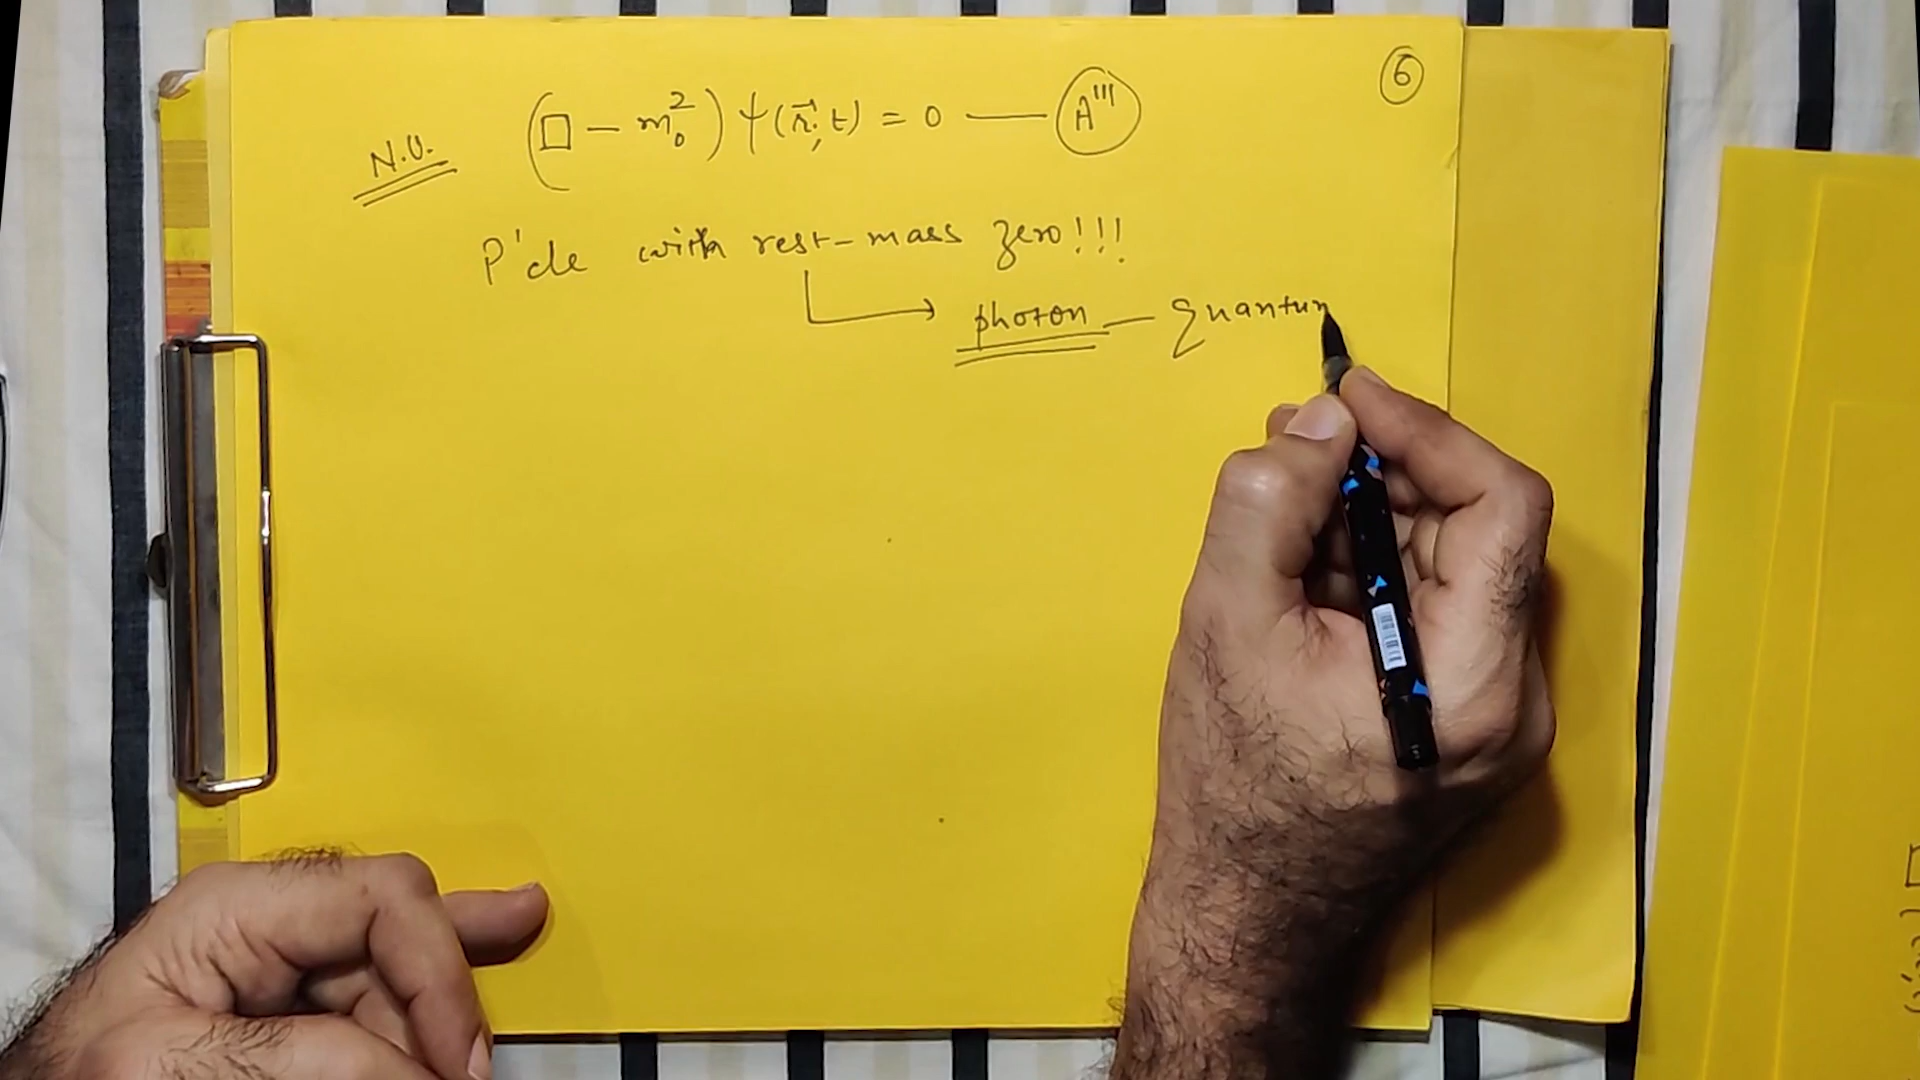 6
N.U. (□ − m₀²) ψ(r⃗, t) = 0 —— A'''
P'cle with rest-mass zero!!!
photon — Quantum